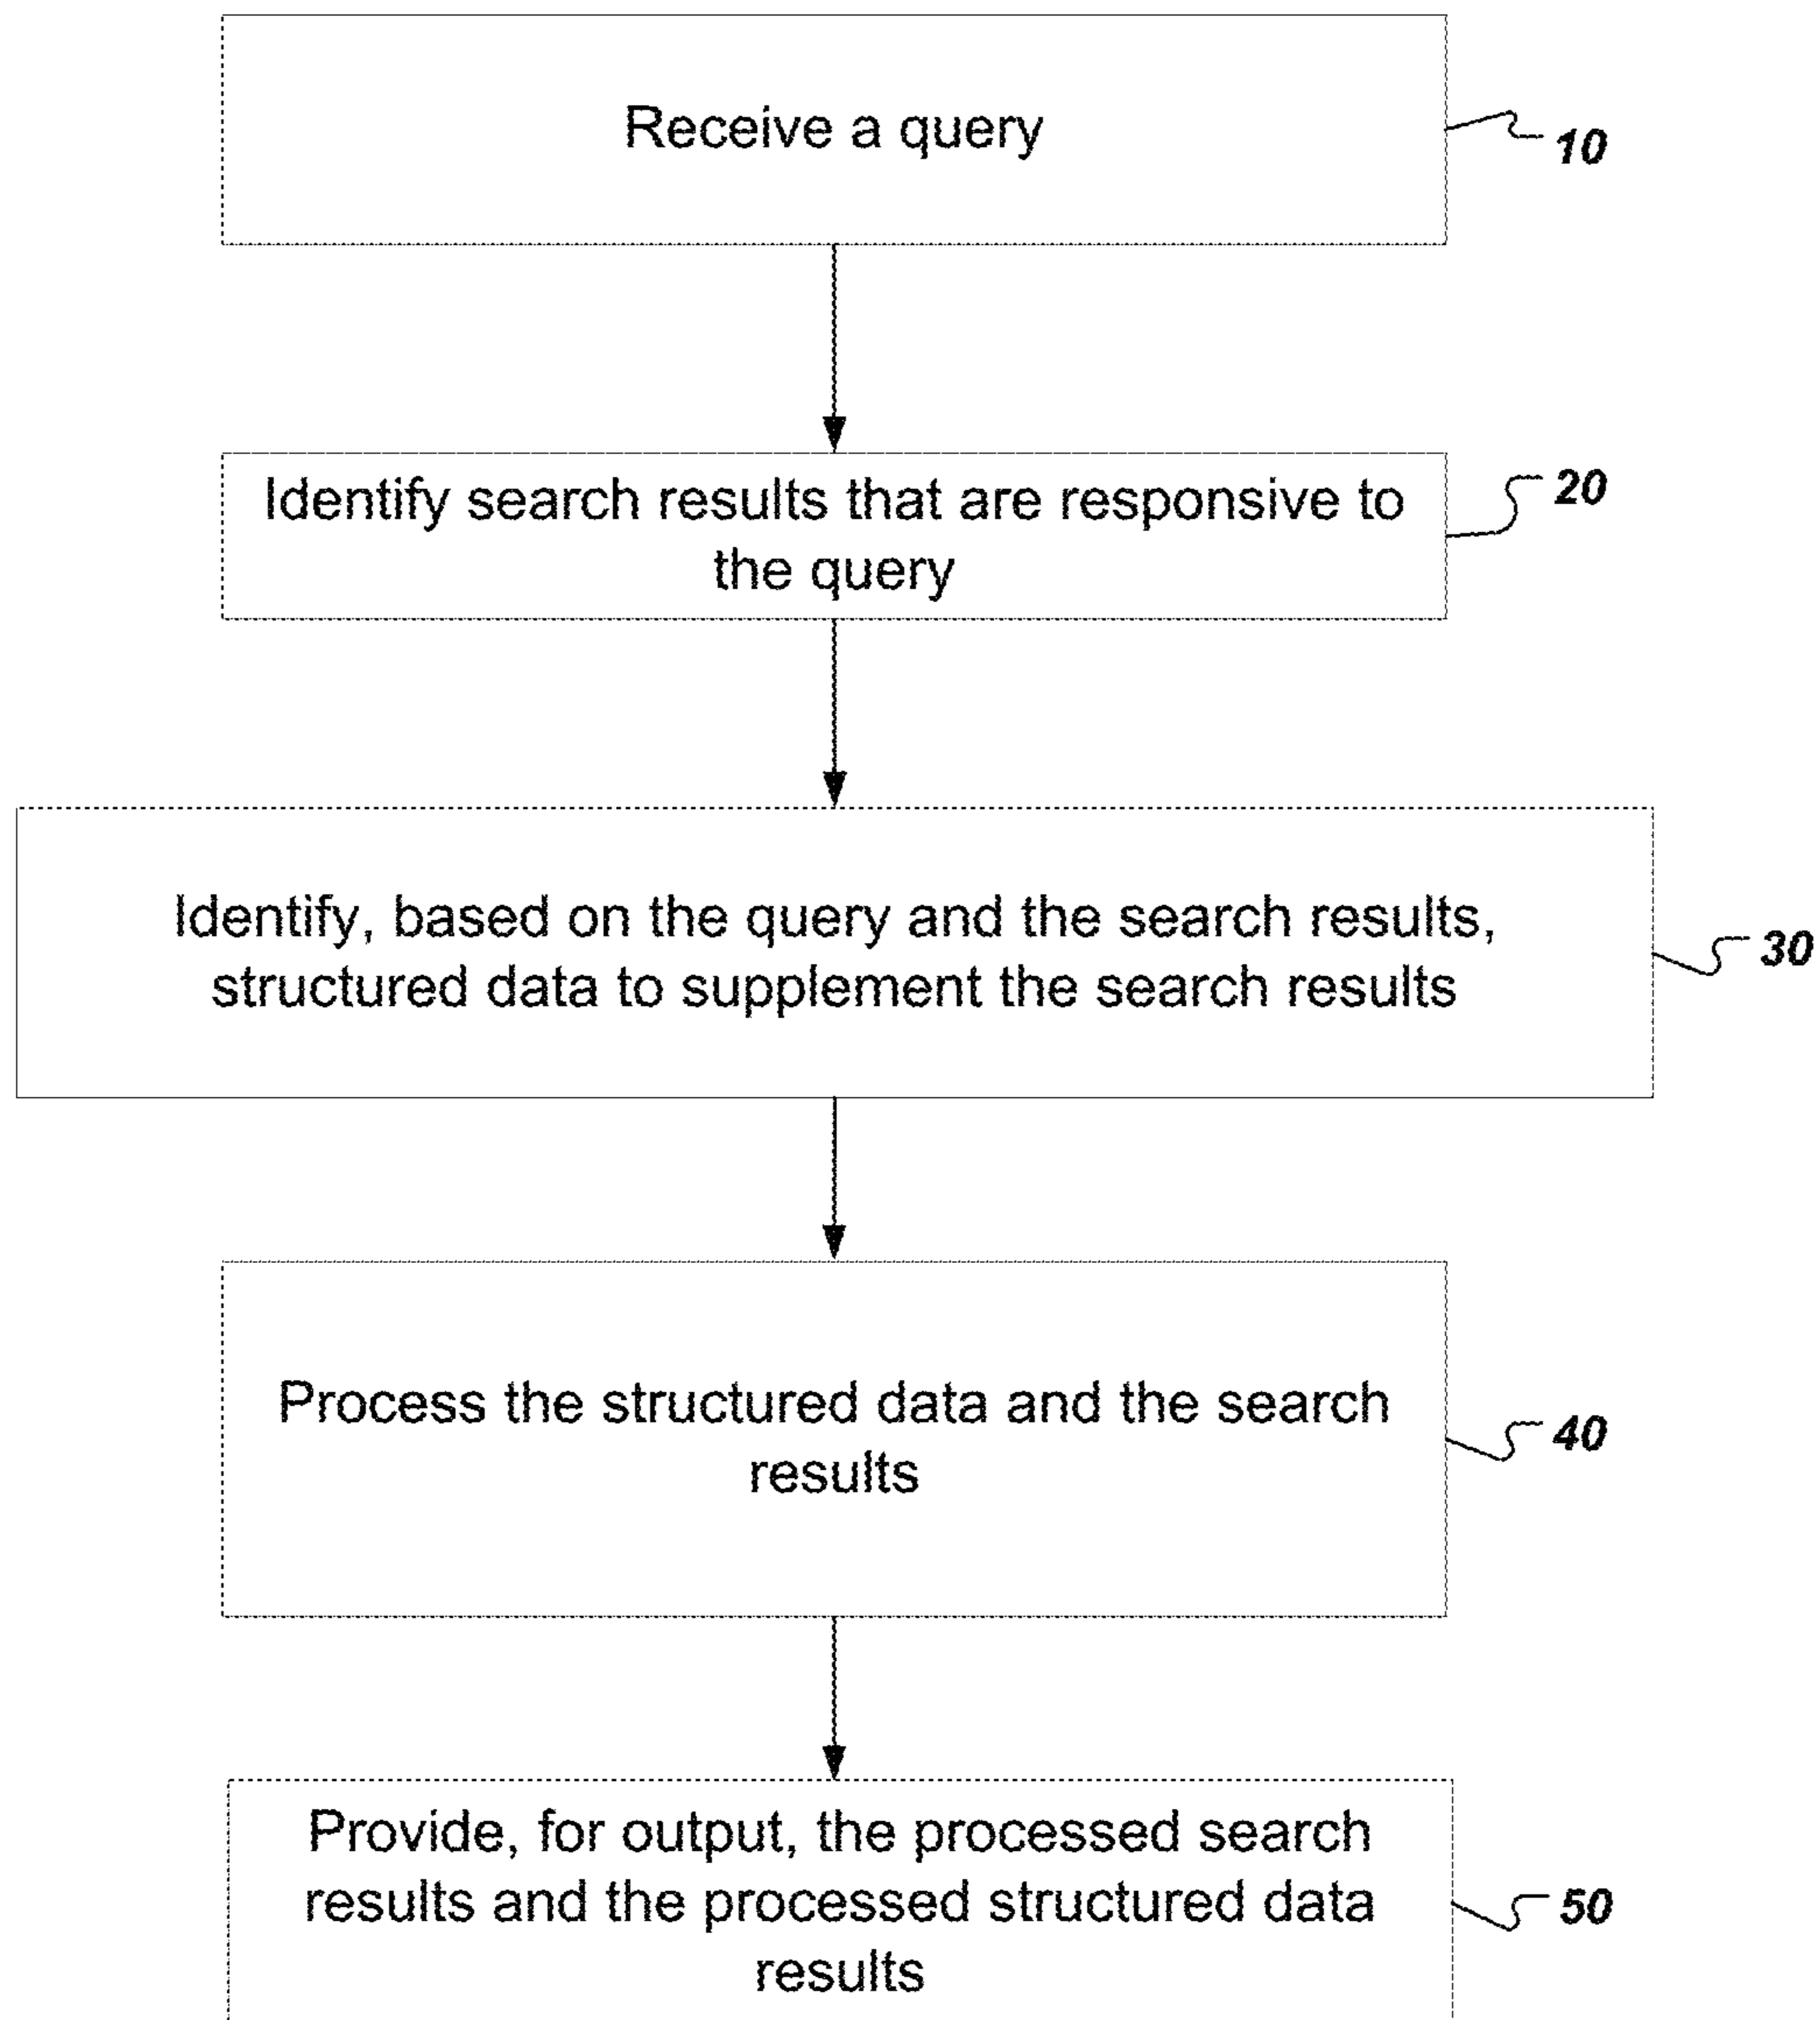 Receive a query
10
Identify search results that are responsive to
the query
20
Identify, based on the query and the search results,
structured data to supplement the search results
30
Process the structured data and the search
results
40
Provide, for output, the processed search
results and the processed structured data
results
50